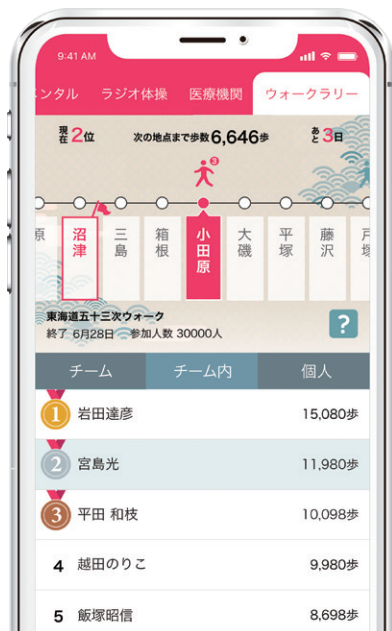 9:41 AM
ンタル ラジオ体操 医療機関 ウォークラリー
現在2位 次の地点まで歩数6,646歩 あと3日
3
原 沼津 三島 箱根 小田原 大磯 平塚 藤沢 戸塚
東海道五十三次ウォーク
終了 6月28日 参加人数 30000人
?
チーム チーム内 個人
1 岩田達彦 15,080歩
2 宮島光 11,980歩
3 平田 和枝 10,098歩
4 越田のりこ 9,980歩
5 飯塚昭信 8,698歩